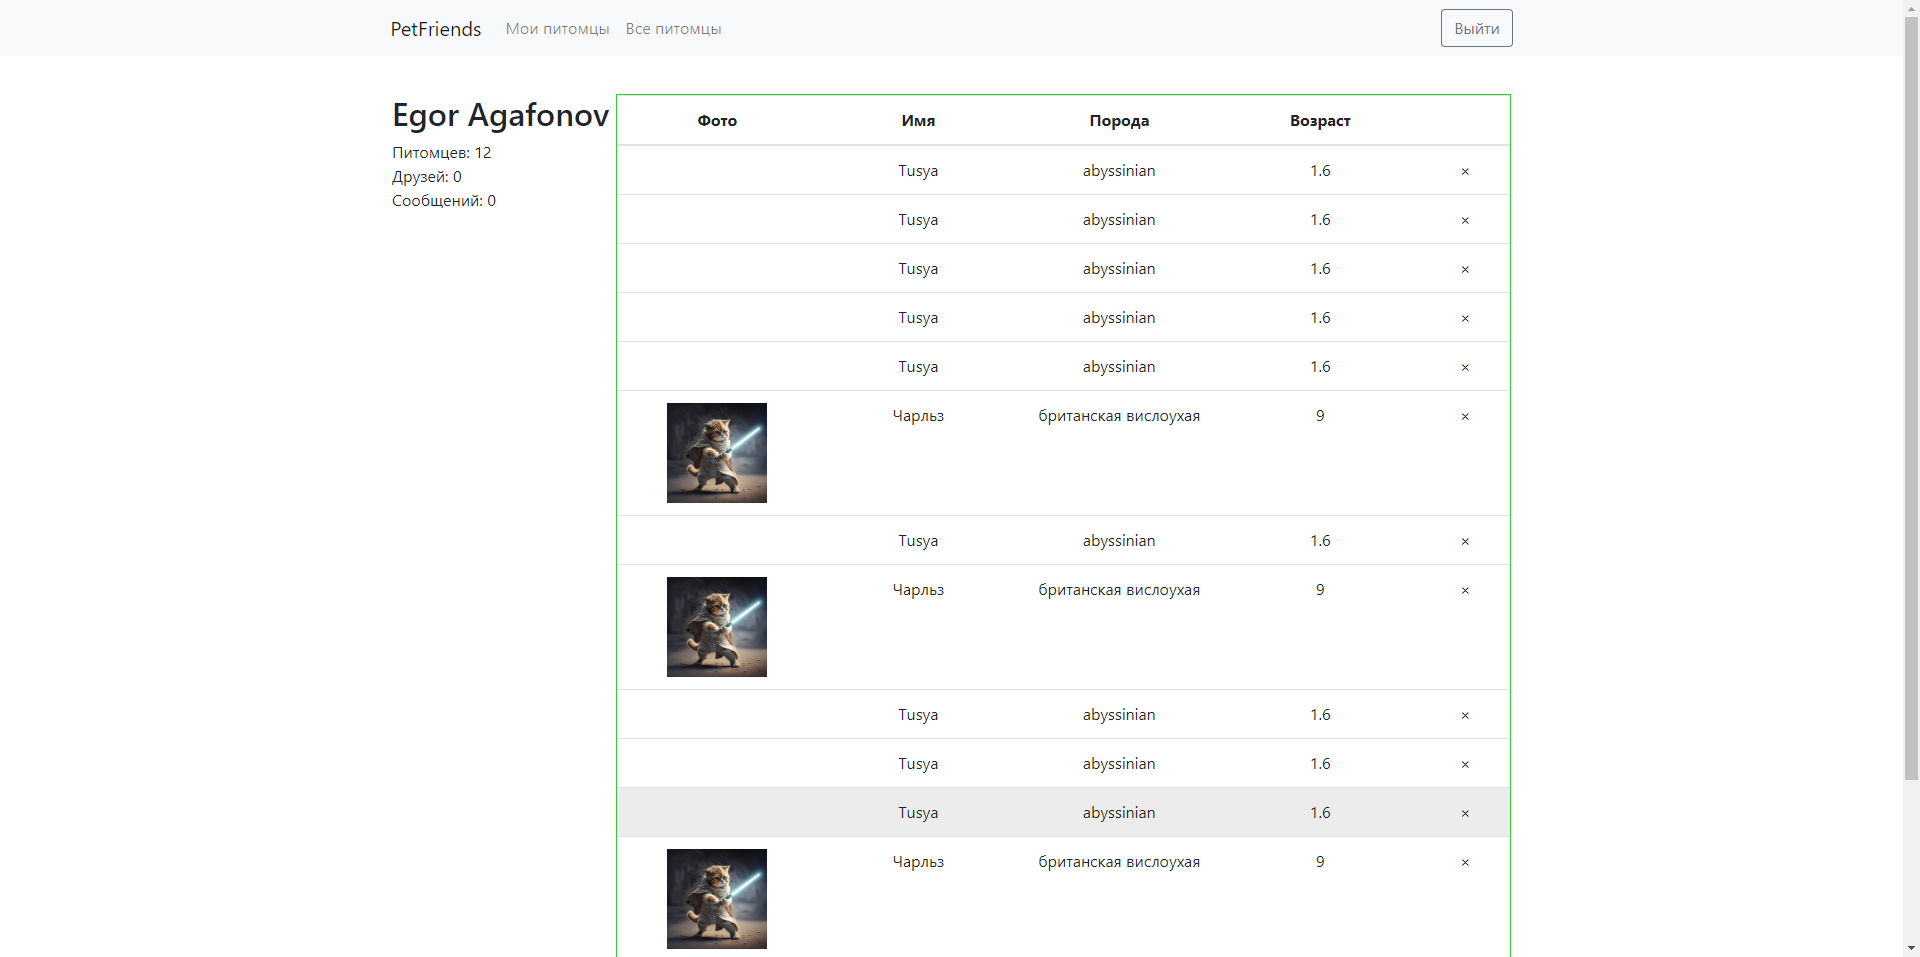 PetFriends Мои питомцы Все питомцы Выйти
Egor Agafonov
Питомцев: 12
Друзей: 0
Сообщений: 0
Фото Имя Порода Возраст
Tusya abyssinian 1.6 ×
Tusya abyssinian 1.6 ×
Tusya abyssinian 1.6 ×
Tusya abyssinian 1.6 ×
Tusya abyssinian 1.6 ×
Чарльз британская вислоухая 9 ×
Tusya abyssinian 1.6 ×
Чарльз британская вислоухая 9 ×
Tusya abyssinian 1.6 ×
Tusya abyssinian 1.6 ×
Tusya abyssinian 1.6 ×
Чарльз британская вислоухая 9 ×